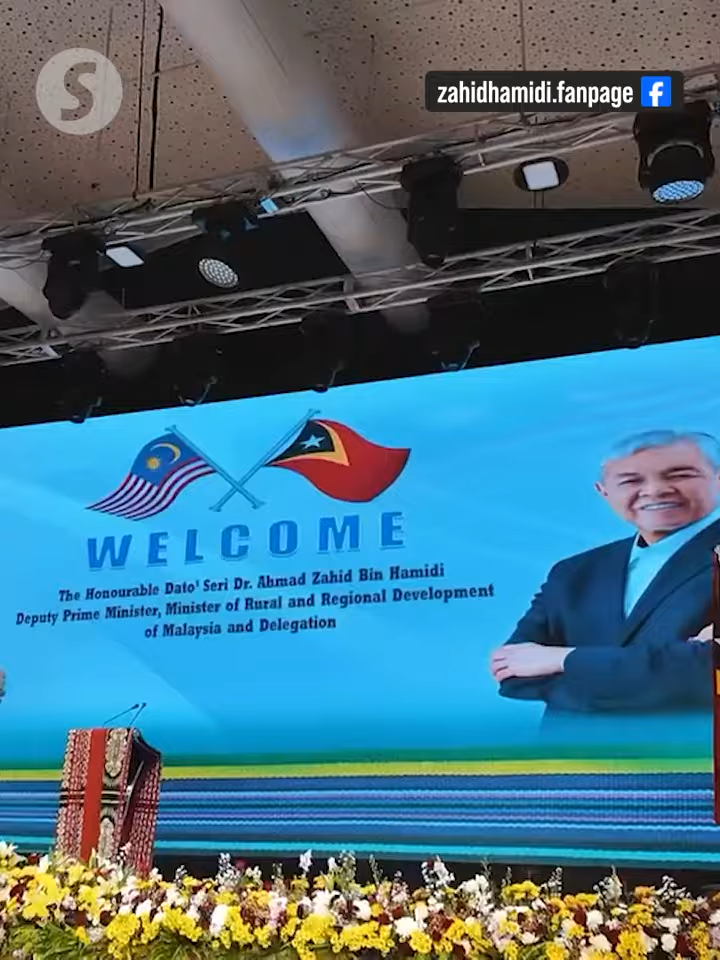 S
zahidhamidi.fanpage f
WELCOME
The Honourable Dato' Seri Dr. Ahmad Zahid Bin Hamidi
Deputy Prime Minister, Minister of Rural and Regional Development
of Malaysia and Delegation